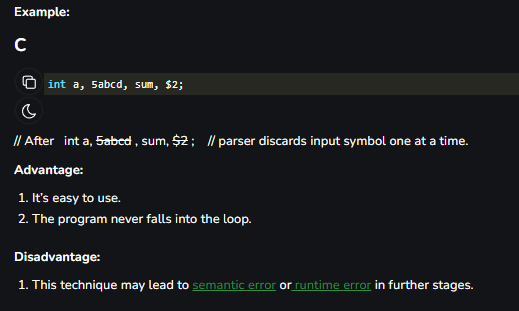 Example:
C
int a, 5abcd, sum, $2;
// After   int a, 5abcd , sum, $2 ;    // parser discards input symbol one at a time.
Advantage:
1. It's easy to use.
2. The program never falls into the loop.
Disadvantage:
1. This technique may lead to semantic error or runtime error in further stages.